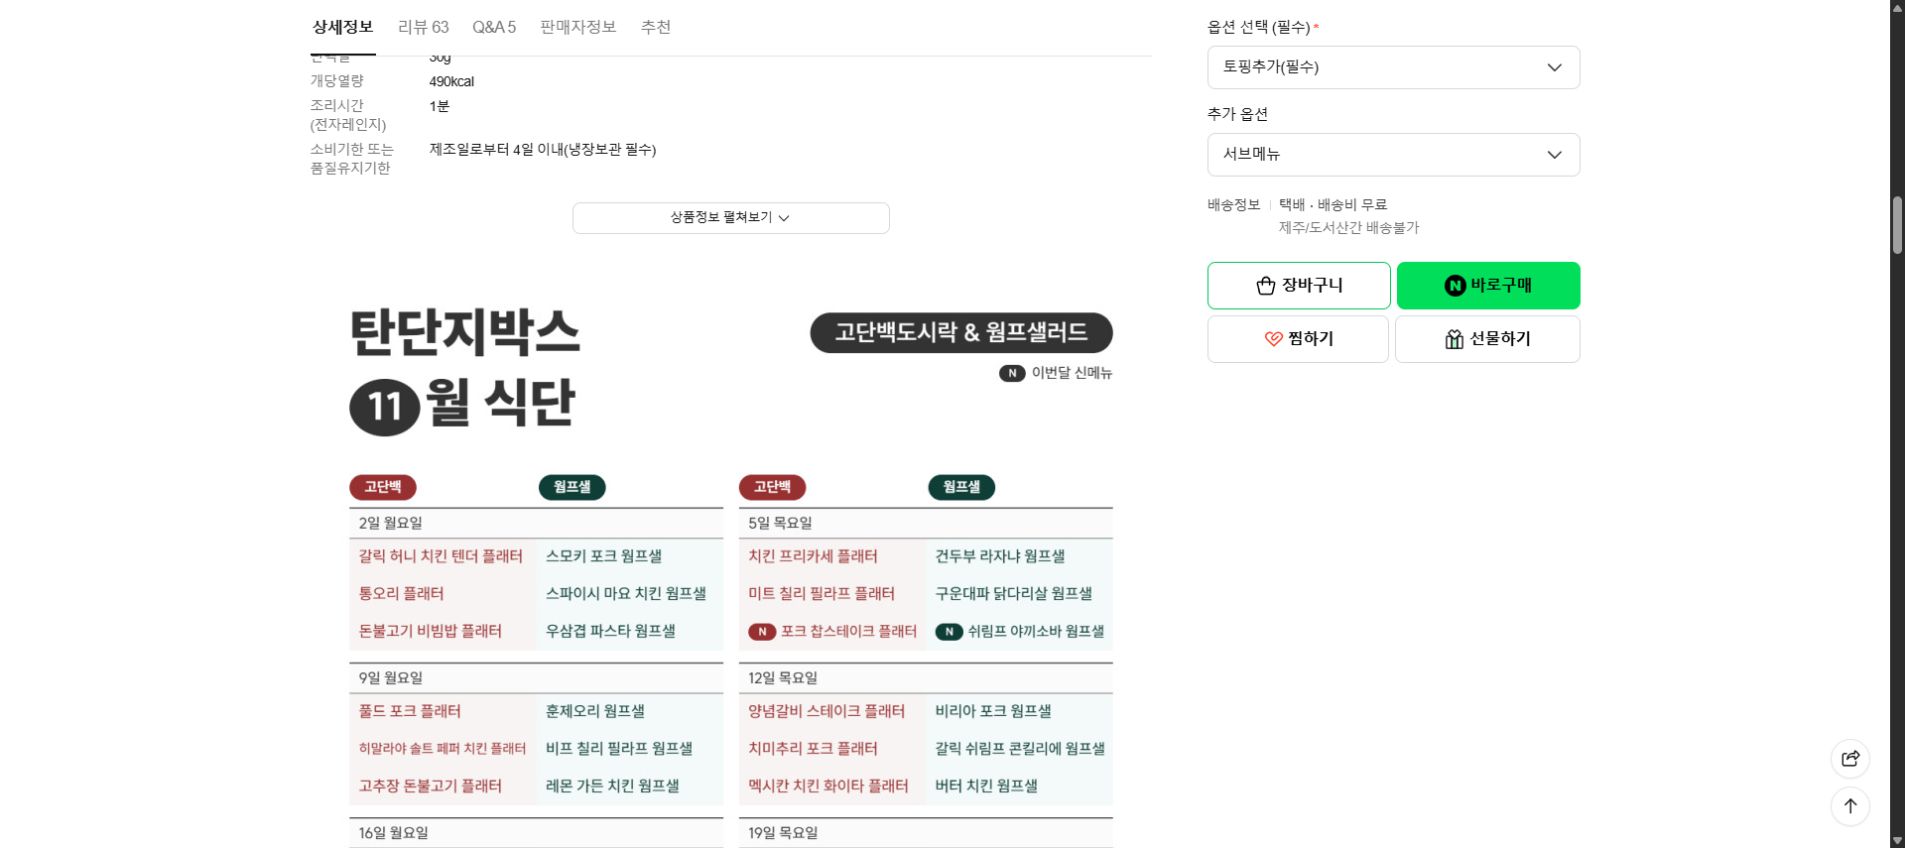 상세정보 리뷰 63 Q&A 5 판매자정보 추천
30g
개당열량 490kcal
조리시간 1분
(전자레인지)
소비기한 또는 제조일로부터 4일 이내(냉장보관 필수)
품질유지기한
상품정보 펼쳐보기
옵션 선택 (필수)*
토핑추가(필수)
추가 옵션
서브메뉴
배송정보 택배 · 배송비 무료
제주/도서산간 배송불가
장바구니 N 바로구매
찜하기 선물하기
탄단지박스
11월 식단
고단백도시락 & 웜프샐러드
N 이번달 신메뉴
고단백 웜프샐 고단백 웜프샐
2일 월요일 5일 목요일
갈릭 허니 치킨 텐더 플래터 스모키 포크 웜프샐 치킨 프리카세 플래터 건두부 라자냐 웜프샐
통오리 플래터 스파이시 마요 치킨 웜프샐 미트 칠리 필라프 플래터 구운대파 닭다리살 웜프샐
돈불고기 비빔밥 플래터 우삼겹 파스타 웜프샐 N 포크 찹스테이크 플래터 N 쉬림프 야끼소바 웜프샐
9일 월요일 12일 목요일
풀드 포크 플래터 훈제오리 웜프샐 양념갈비 스테이크 플래터 비리아 포크 웜프샐
히말라야 솔트 페퍼 치킨 플래터 비프 칠리 필라프 웜프샐 치미추리 포크 플래터 갈릭 쉬림프 콘킬리에 웜프샐
고추장 돈불고기 플래터 레몬 가든 치킨 웜프샐 멕시칸 치킨 화이타 플래터 버터 치킨 웜프샐
16일 월요일 19일 목요일